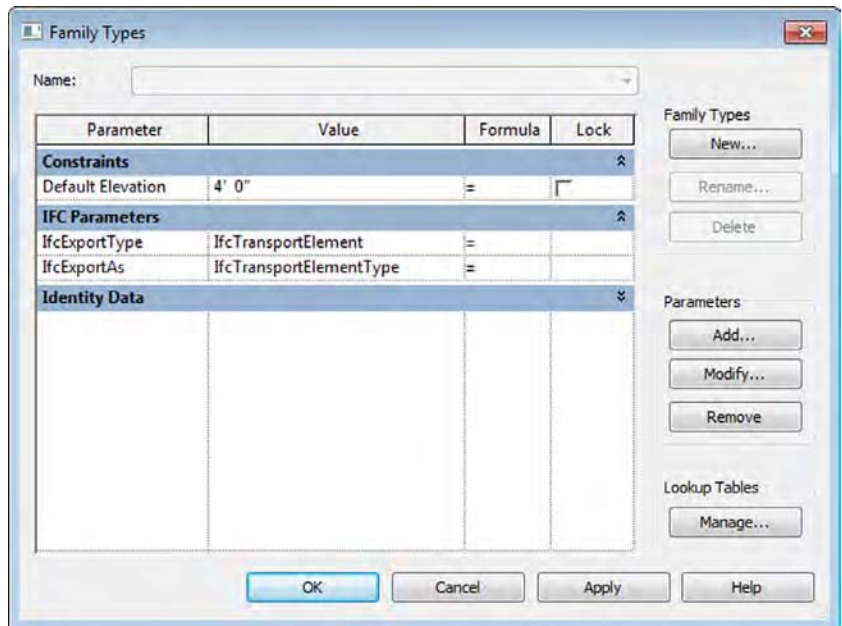 Family Types
Name:
Parameter Value Formula Lock
Constraints
Default Elevation 4' 0" =
IFC Parameters
IfcExportType IfcTransportElement =
IfcExportAs IfcTransportElementType =
Identity Data
Family Types
New...
Rename...
Delete
Parameters
Add...
Modify...
Remove
Lookup Tables
Manage...
OK Cancel Apply Help